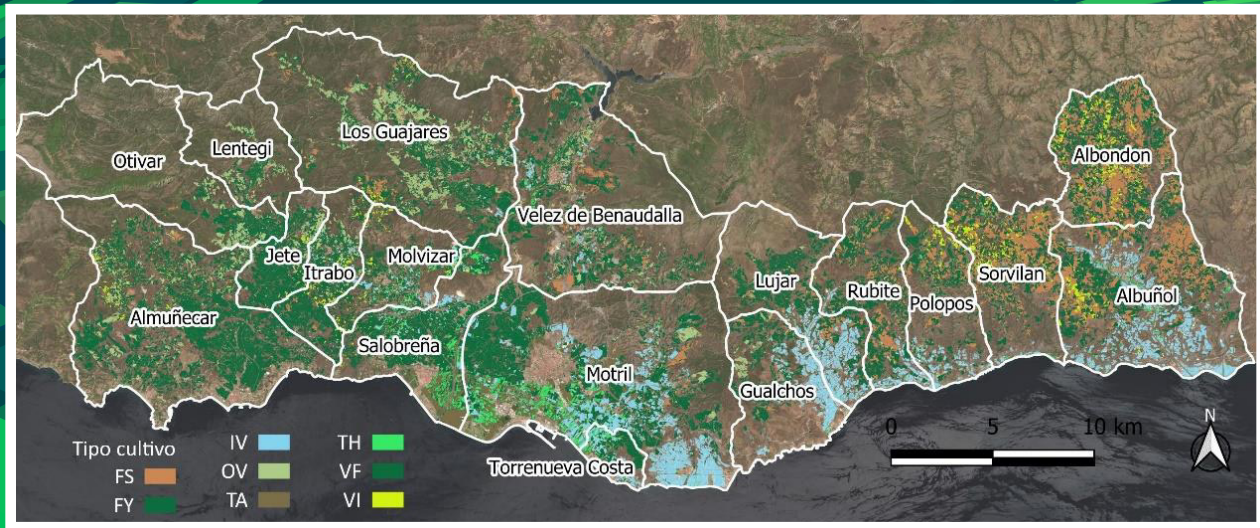 Los Guajares
Otivar
Lentegi
Albondon
Velez de Benaudalla
Jete
Itrabo
Molvizar
Lujar
Rubite
Polopos
Sorvilan
Albuñol
Almuñecar
Salobreña
Motril
Gualchos
Torrenueva Costa
Tipo cultivo
FS
FY
IV
OV
TA
TH
VF
VI
0 5 10 km
N